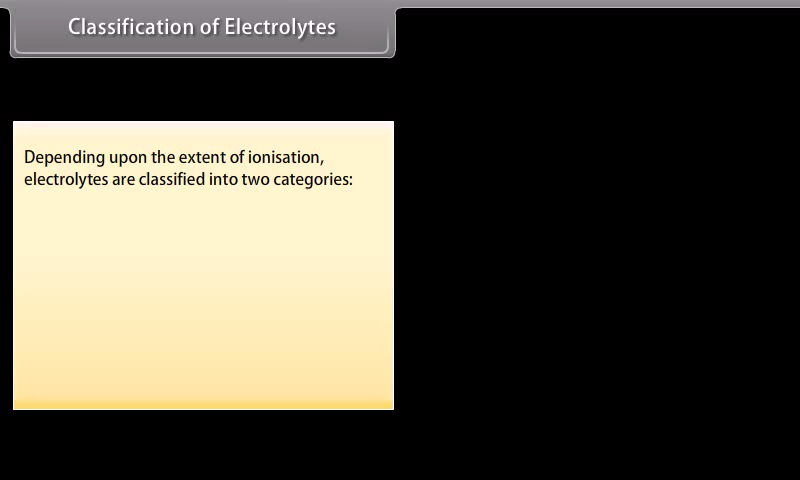 Classification of Electrolytes
Depending upon the extent of ionisation,
electrolytes are classified into two categories: